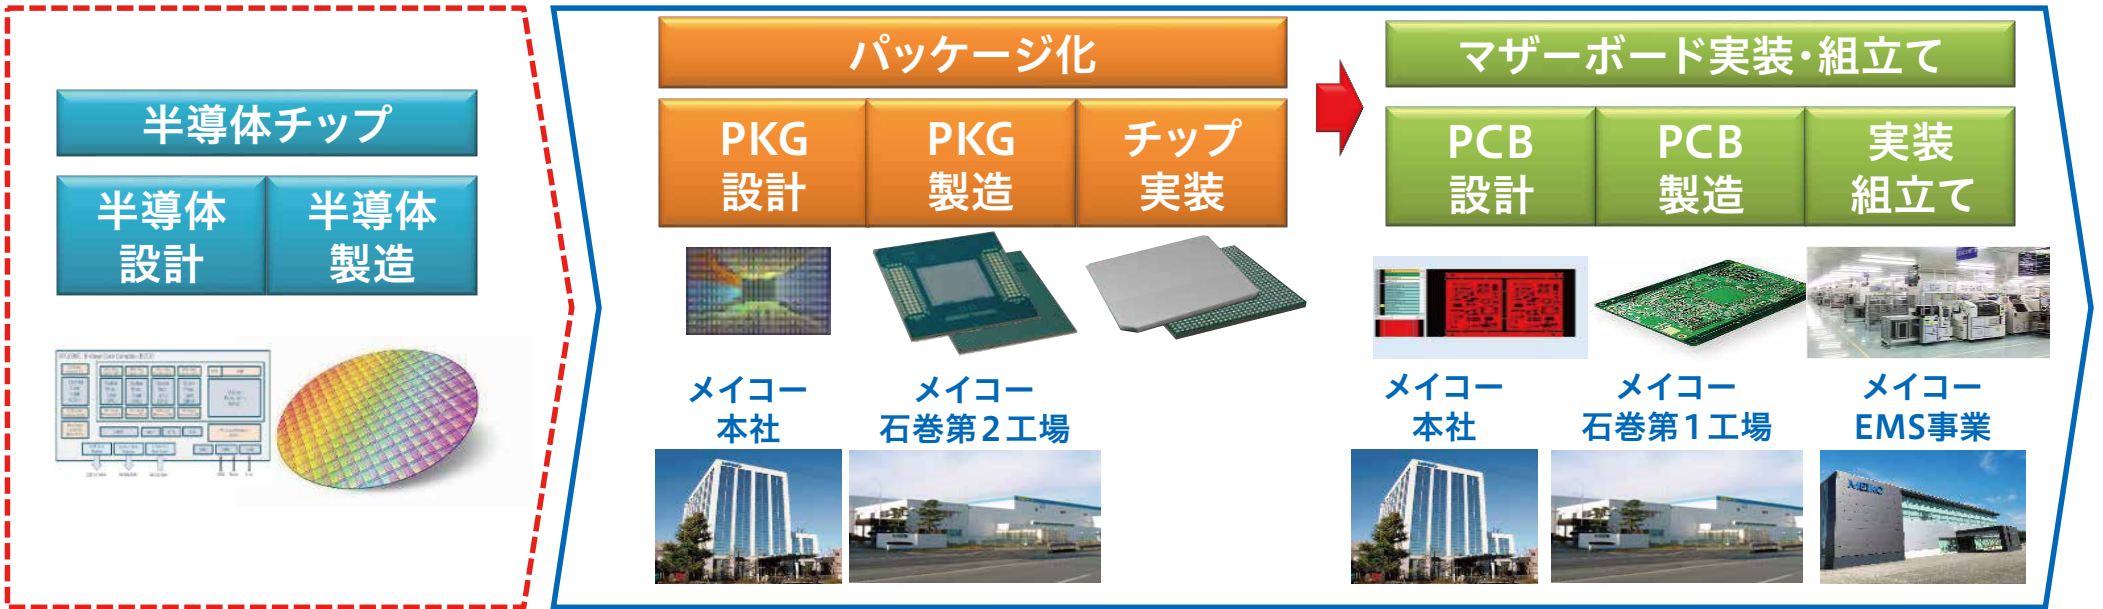 半導体チップ
半導体
設計
半導体
製造
パッケージ化
PKG
設計
PKG
製造
チップ
実装
マザーボード実装・組立て
PCB
設計
PCB
製造
実装
組立て
メイコー
本社
メイコー
石巻第2工場
メイコー
本社
メイコー
石巻第1工場
メイコー
EMS事業
MEIKO